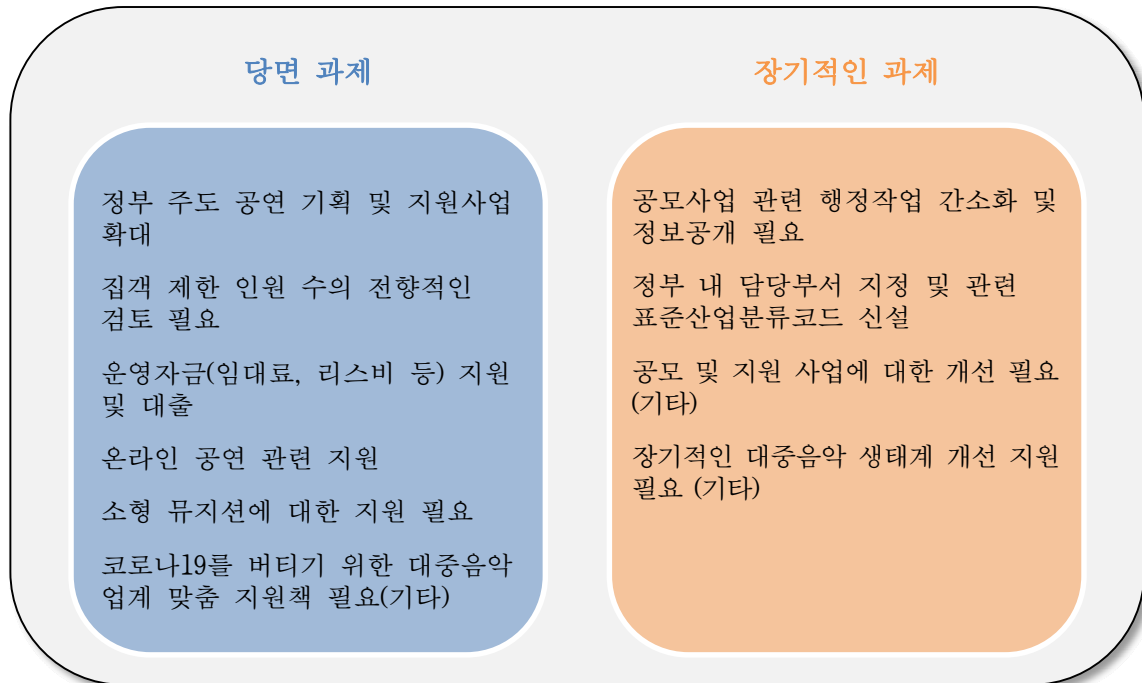 당면 과제
정부 주도 공연 기획 및 지원사업
확대
집객 제한 인원 수의 전향적인
검토 필요
운영자금(임대료, 리스비 등) 지원
및 대출
온라인 공연 관련 지원
소형 뮤지션에 대한 지원 필요
코로나19를 버티기 위한 대중음악
업계 맞춤 지원책 필요(기타)
장기적인 과제
공모사업 관련 행정작업 간소화 및
정보공개 필요
정부 내 담당부서 지정 및 관련
표준산업분류코드 신설
공모 및 지원 사업에 대한 개선 필요
(기타)
장기적인 대중음악 생태계 개선 지원
필요 (기타)